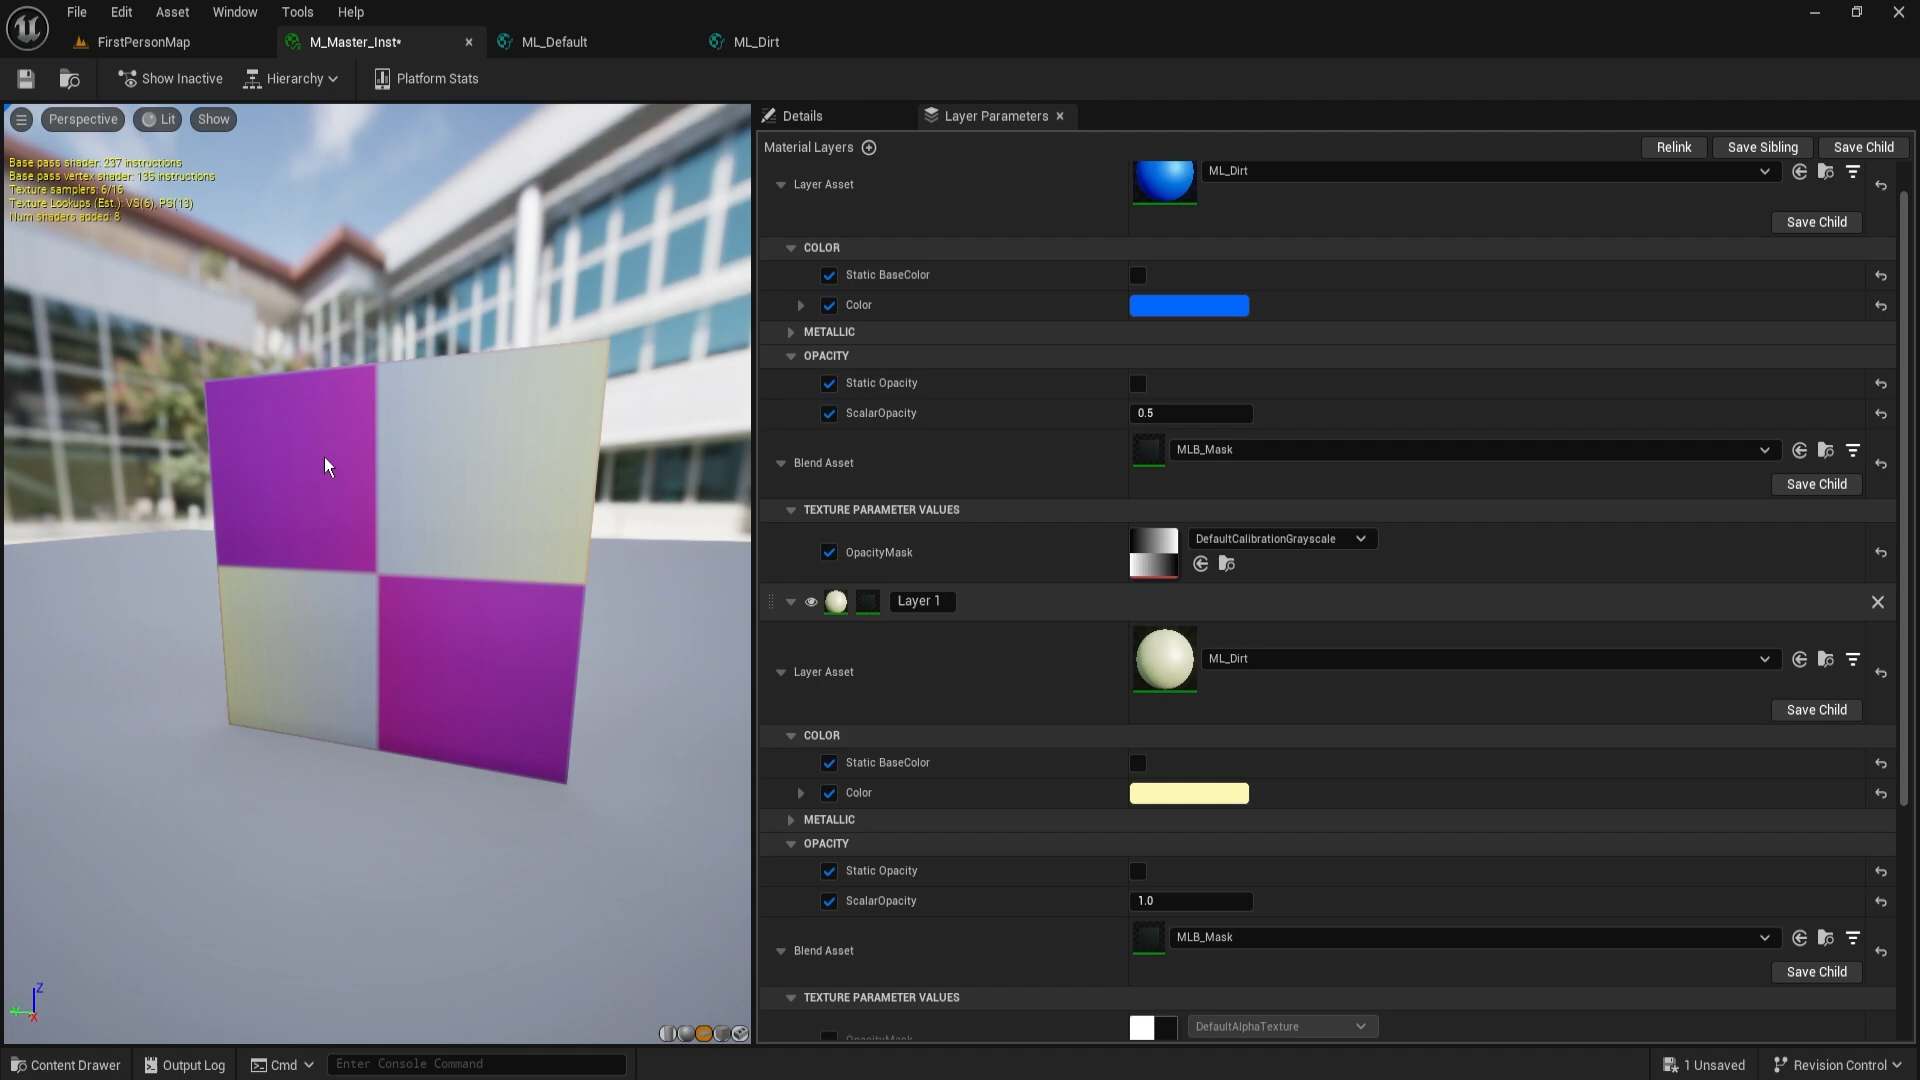 File Edit Asset Window Tools Help
FirstPersonMap M_Master_Inst* ML_Default ML_Dirt
Show Inactive Hierarchy Platform Stats
Perspective Lit Show
Base pass shader: 237 instructions
Base pass vertex shader: 135 instructions
Texture samplers: 6/16
Texture Lookups (Est.): VS(6), PS(13)
Num shaders added: 8
Z
X
Details Layer Parameters
Material Layers Relink Save Sibling Save Child
Layer Asset ML_Dirt
Save Child
COLOR
Static BaseColor
Color
METALLIC
OPACITY
Static Opacity
ScalarOpacity 0.5
Blend Asset MLB_Mask
Save Child
TEXTURE PARAMETER VALUES
OpacityMask DefaultCalibrationGrayscale
Layer 1
Layer Asset ML_Dirt
Save Child
COLOR
Static BaseColor
Color
METALLIC
OPACITY
Static Opacity
ScalarOpacity 1.0
Blend Asset MLB_Mask
Save Child
TEXTURE PARAMETER VALUES
OpacityMask DefaultAlphaTexture
Content Drawer Output Log Cmd Enter Console Command 1 Unsaved Revision Control